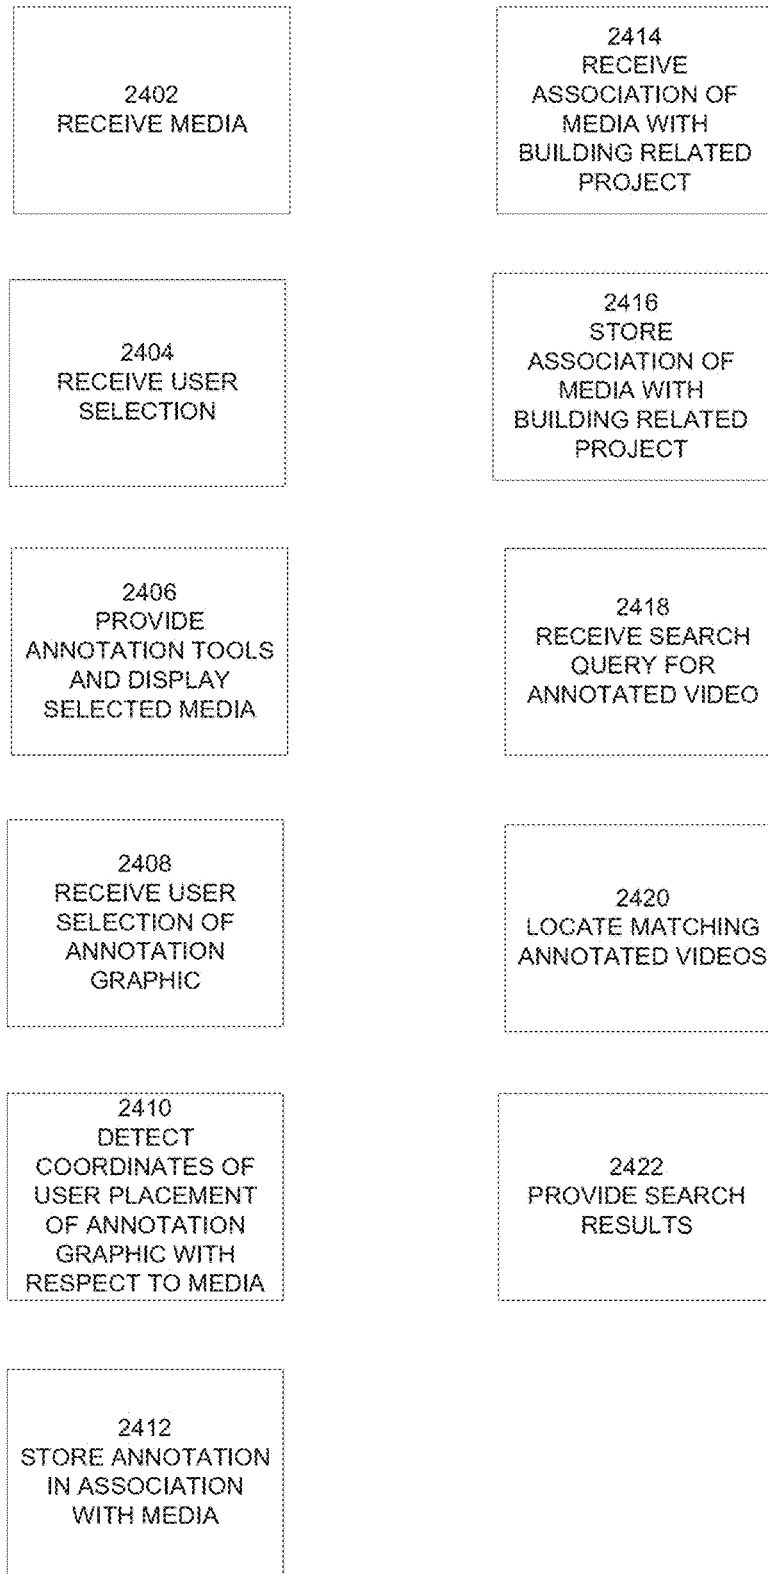 2402
RECEIVE MEDIA
2404
RECEIVE USER
SELECTION
2406
PROVIDE
ANNOTATION TOOLS
AND DISPLAY
SELECTED MEDIA
2408
RECEIVE USER
SELECTION OF
ANNOTATION
GRAPHIC
2410
DETECT
COORDINATES OF
USER PLACEMENT
OF ANNOTATION
GRAPHIC WITH
RESPECT TO MEDIA
2412
STORE ANNOTATION
IN ASSOCIATION
WITH MEDIA
2414
RECEIVE
ASSOCIATION OF
MEDIA WITH
BUILDING RELATED
PROJECT
2416
STORE
ASSOCIATION OF
MEDIA WITH
BUILDING RELATED
PROJECT
2418
RECEIVE SEARCH
QUERY FOR
ANNOTATED VIDEO
2420
LOCATE MATCHING
ANNOTATED VIDEOS
2422
PROVIDE SEARCH
RESULTS